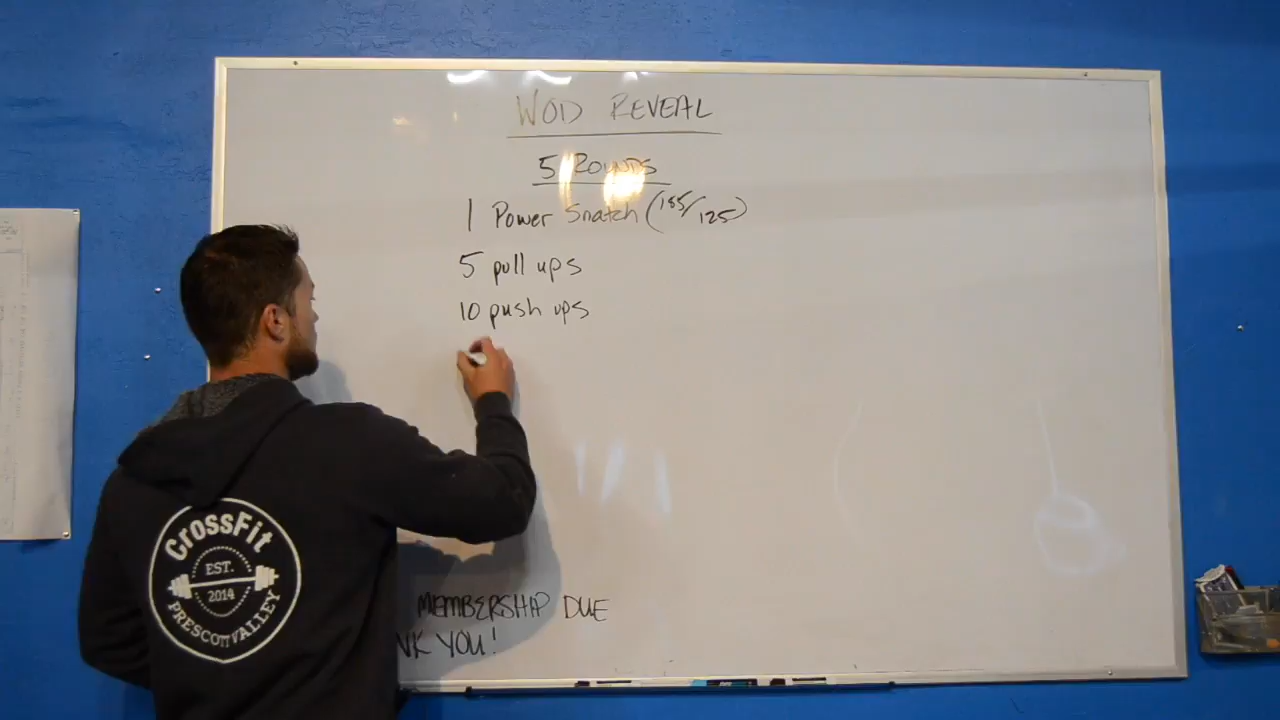 WOD REVEAL
5 ROUNDS
1 Power Snatch (185/125)
5 pull ups
10 push ups
CrossFit
EST.
2014
PRESCOTT VALLEY
MEMBERSHIP DUE
NK YOU!